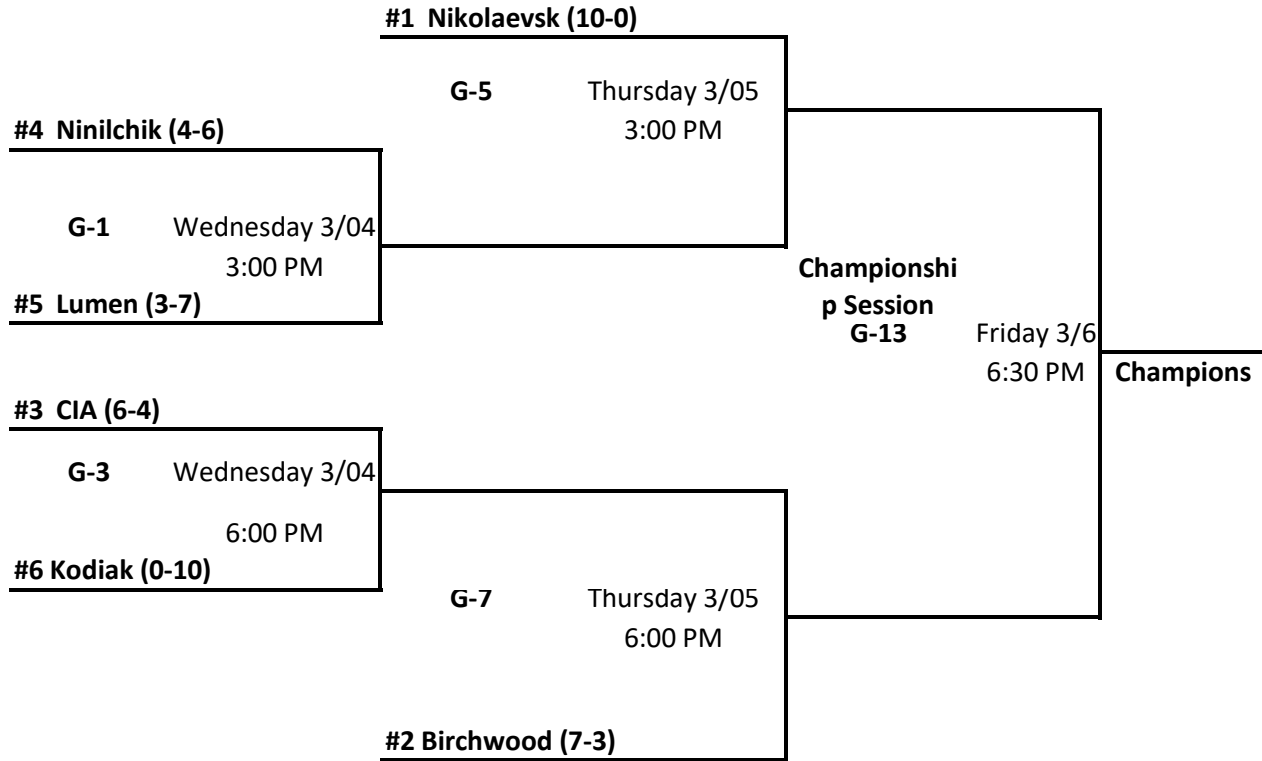 #1  Nikolaevsk (10-0)
G-5 Thursday 3/05
3:00 PM
#4  Ninilchik (4-6)
G-1 Wednesday 3/04
3:00 PM
#5  Lumen (3-7)
Championshi
p Session
G-13 Friday 3/6
6:30 PM
Champions
#3  CIA (6-4)
G-3 Wednesday 3/04
6:00 PM
#6 Kodiak (0-10)
G-7 Thursday 3/05
6:00 PM
#2 Birchwood (7-3)